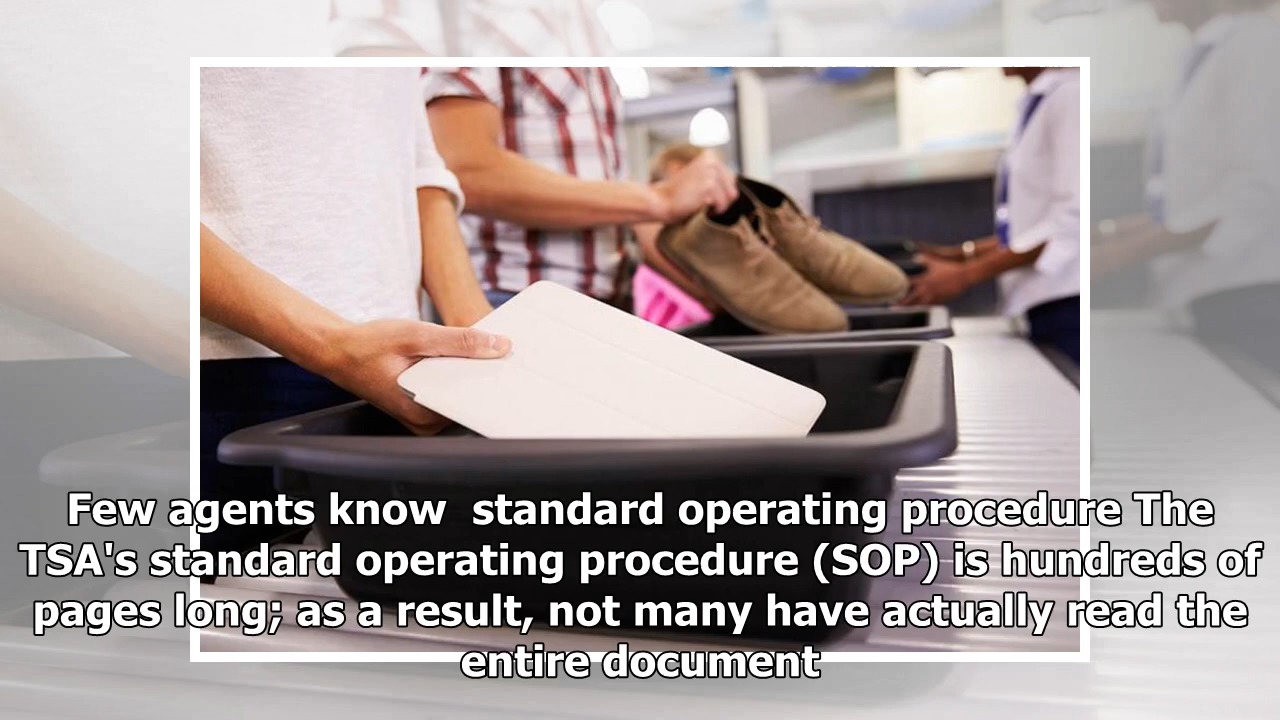 Few agents know  standard operating procedure The
TSA's standard operating procedure (SOP) is hundreds of
pages long; as a result, not many have actually read the
entire document